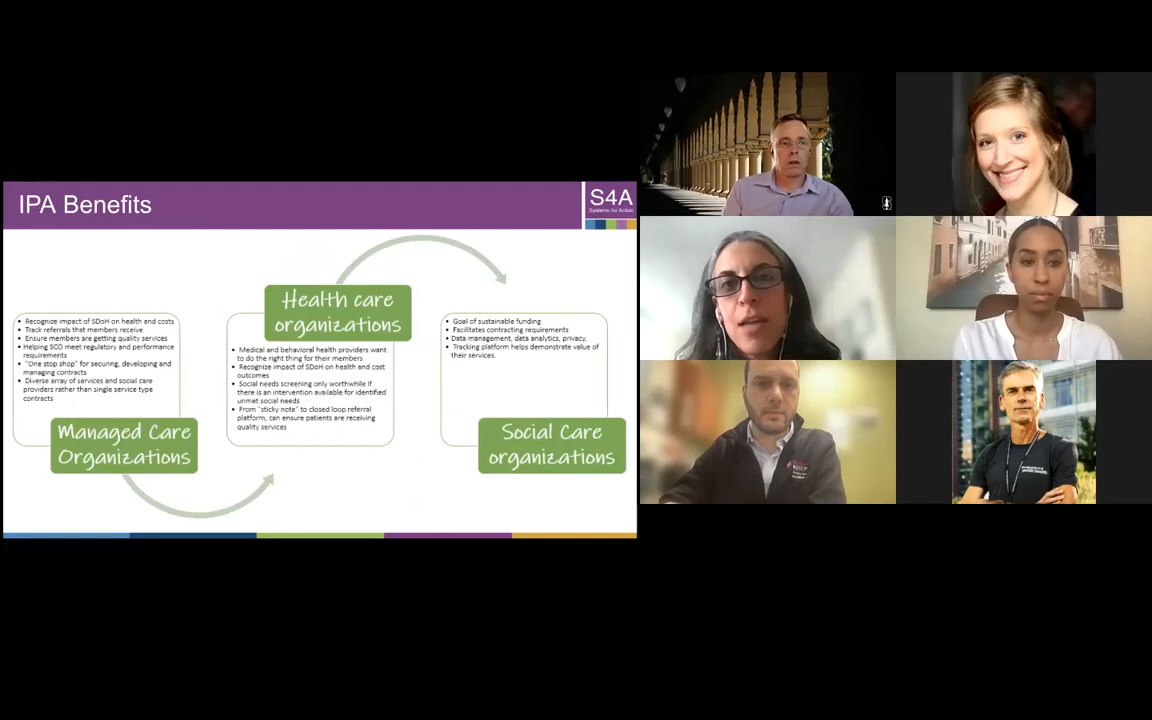 IPA Benefits
S4A
Systems for Action
Recognize impact of SDoH on health and costs
Track referrals that members receive
Ensure members are getting quality services
Helping SCO meet regulatory and performance
requirements
"One stop shop" for securing, developing and
managing contracts
Diverse array of services and social care
providers rather than single service type
contracts
Managed Care
Organizations
Health care
organizations
Medical and behavioral health providers want
to do the right thing for their members
Recognize impact of SDoH on health and cost
outcomes
Social needs screening only worthwhile if
there is an intervention available for identified
unmet social needs
From "sticky note" to closed loop referral
platform, can ensure patients are receiving
quality services
Goal of sustainable funding
Facilitates contracting requirements
Data management, data analytics, privacy,
Tracking platform helps demonstrate value of
their services.
Social Care
organizations